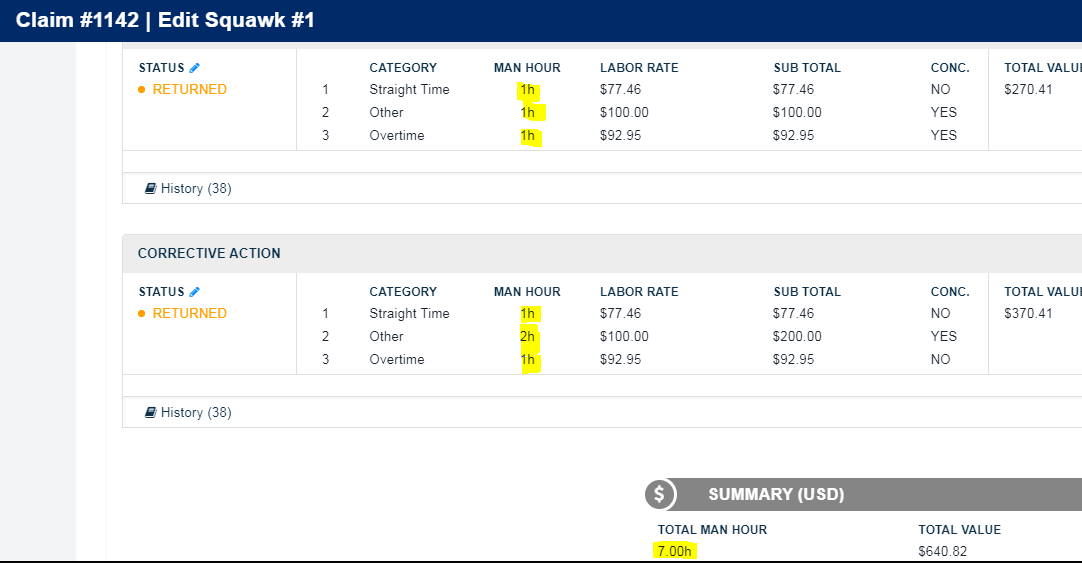 Claim #1142 | Edit Squawk #1
STATUS CATEGORY MAN HOUR LABOR RATE SUB TOTAL CONC. TOTAL VALU
RETURNED 1 Straight Time 1h $77.46 $77.46 NO $270.41
2 Other 1h $100.00 $100.00 YES
3 Overtime 1h $92.95 $92.95 YES
History (38)
CORRECTIVE ACTION
STATUS CATEGORY MAN HOUR LABOR RATE SUB TOTAL CONC. TOTAL VALU
RETURNED 1 Straight Time 1h $77.46 $77.46 NO $370.41
2 Other 2h $100.00 $200.00 YES
3 Overtime 1h $92.95 $92.95 NO
History (38)
$ SUMMARY (USD)
TOTAL MAN HOUR TOTAL VALUE
7.00h $640.82